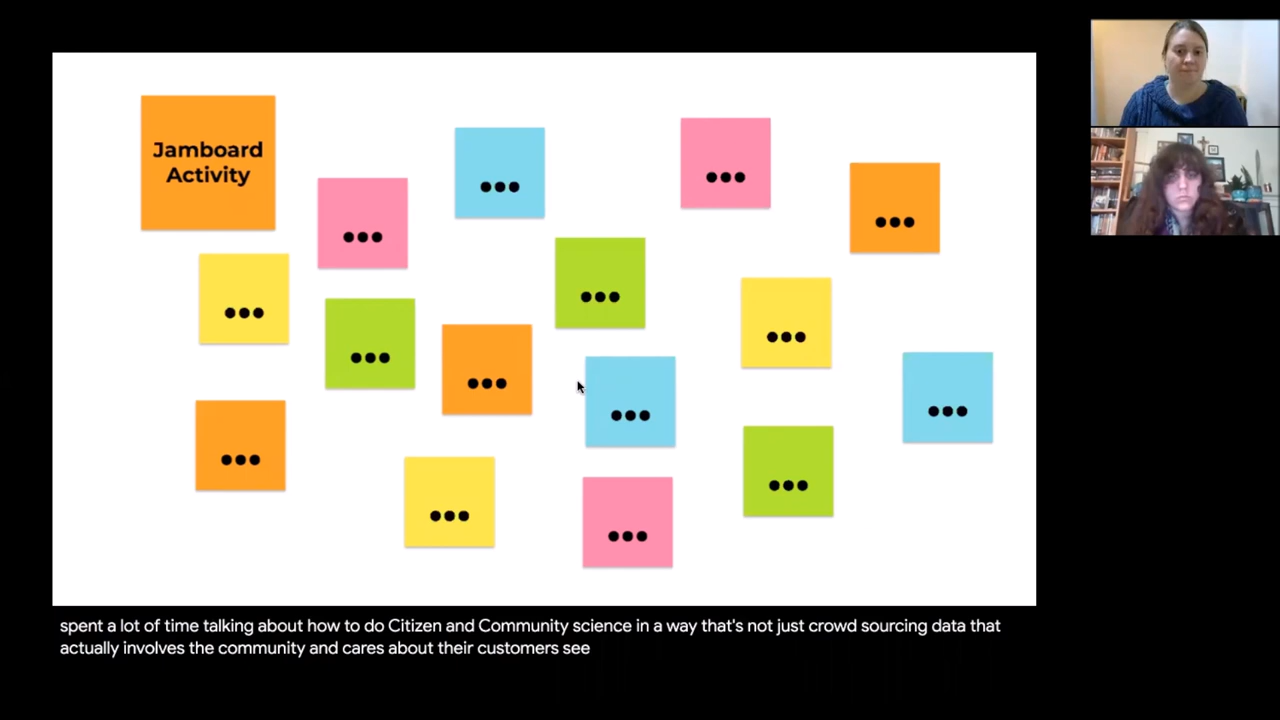 Jamboard
Activity
spent a lot of time talking about how to do Citizen and Community science in a way that's not just crowd sourcing data that
actually involves the community and cares about their customers see